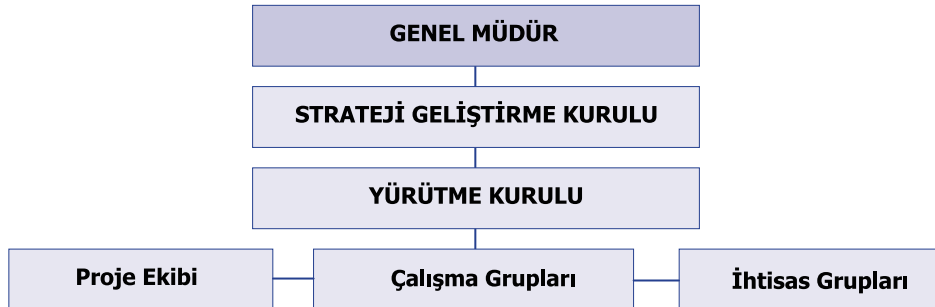 GENEL MÜDÜR
STRATEJİ GELİŞTİRME KURULU
YÜRÜTME KURULU
Proje Ekibi
Çalışma Grupları
İhtisas Grupları